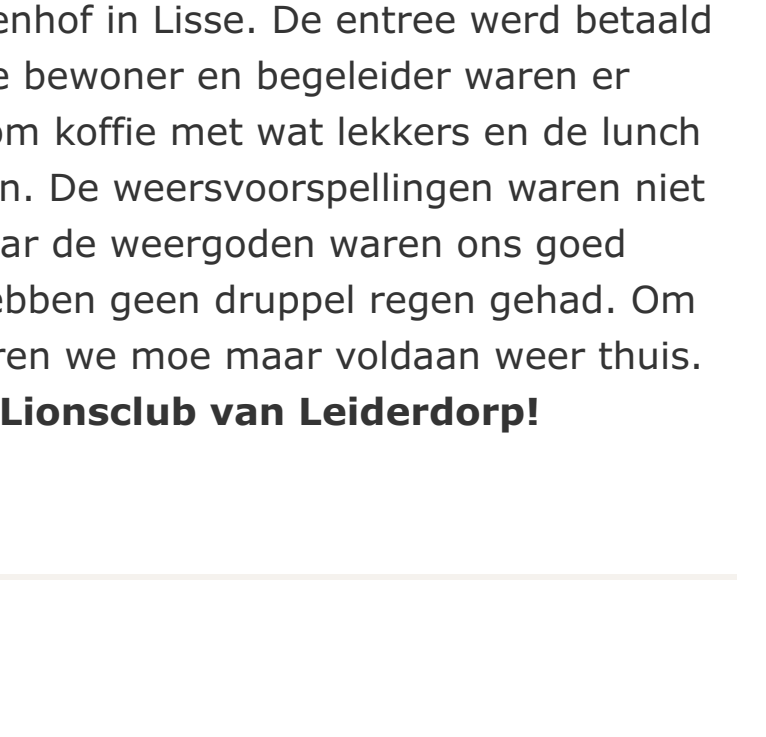 enhof in Lisse. De entree werd betaald
e bewoner en begeleider waren er
om koffie met wat lekkers en de lunch
n. De weersvoorspellingen waren niet
ar de weergoden waren ons goed
ebben geen druppel regen gehad. Om
ren we moe maar voldaan weer thuis.
Lionsclub van Leiderdorp!